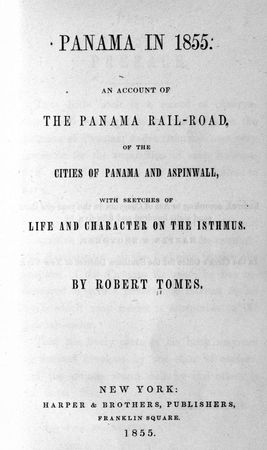 PANAMA IN 1855:
AN ACCOUNT OF
THE PANAMA RAIL-ROAD,
OF THE
CITIES OF PANAMA AND ASPINWALL,
WITH SKETCHES OF
LIFE AND CHARACTER ON THE ISTHMUS.
BY ROBERT TOMES.
NEW YORK:
HARPER & BROTHERS, PUBLISHERS,
FRANKLIN SQUARE.
1855.